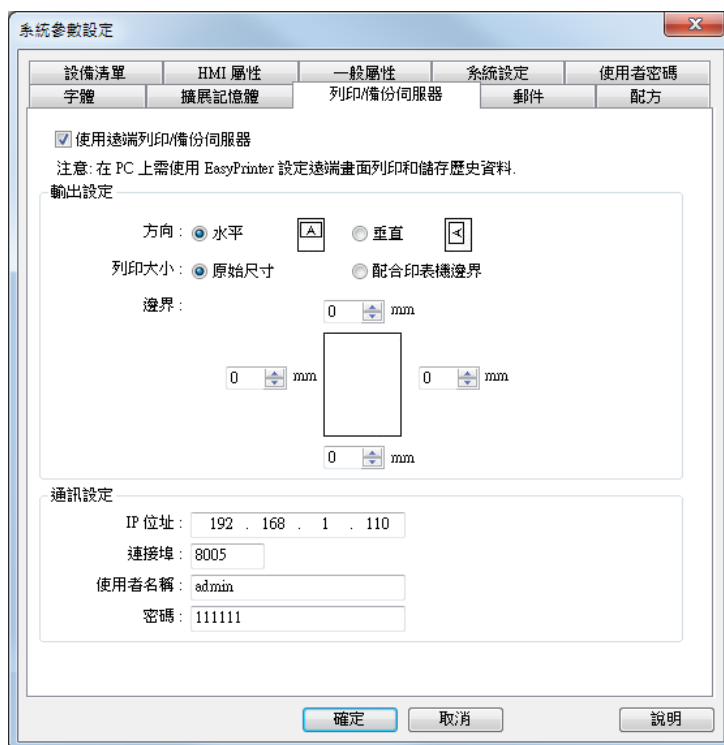 系統參數設定
設備清單 HMI 屬性 一般屬性 系統設定 使用者密碼
字體 擴展記憶體 列印/備份伺服器 郵件 配方
使用遠端列印/備份伺服器
注意: 在 PC 上需使用 EasyPrinter 設定遠端畫面列印和儲存歷史資料.
輸出設定
方向 : 水平 A 垂直 A
列印大小 : 原始尺寸 配合印表機邊界
邊界 :
0 mm
0 mm 0 mm
0 mm
通訊設定
IP 位址 : 192 . 168 . 1 . 110
連接埠 : 8005
使用者名稱 : admin
密碼 : 111111
確定 取消 說明